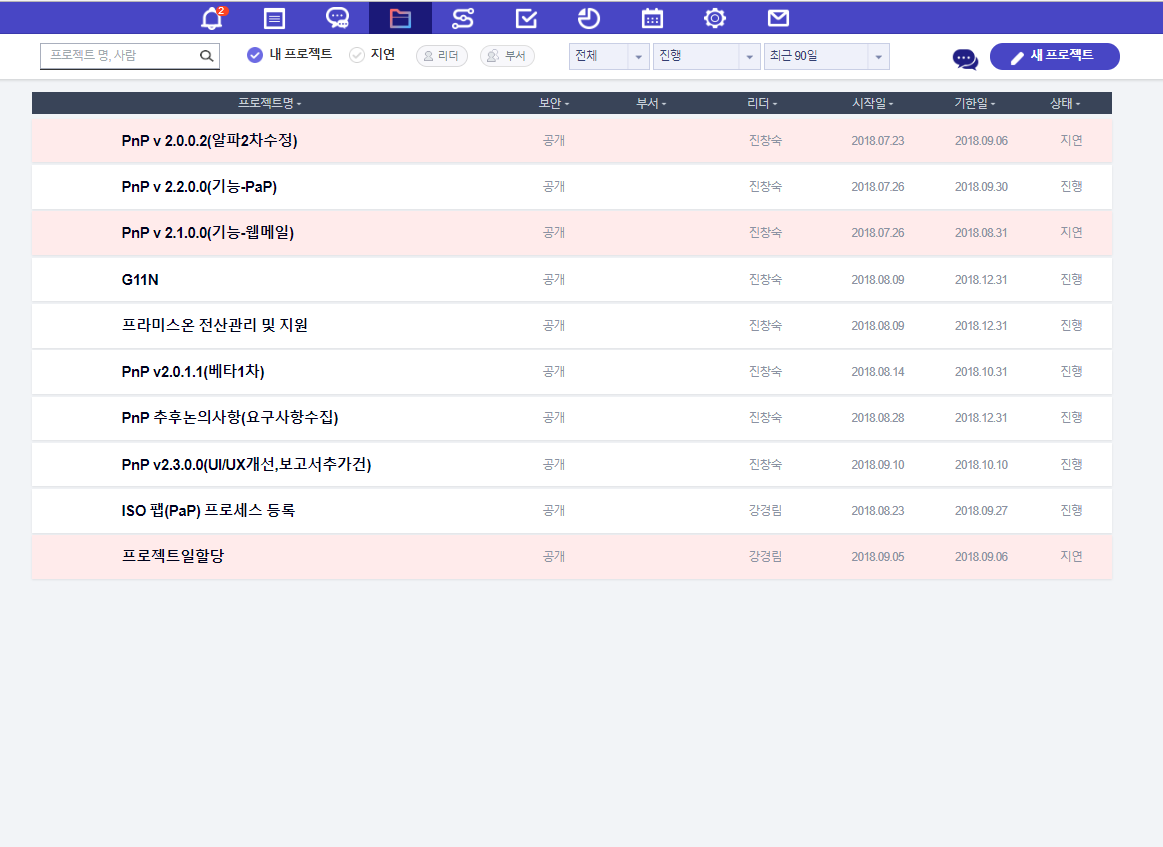 2
프로젝트 명, 사람 내 프로젝트 지연 리더 부서 전체 진행 최근 90일 새 프로젝트
프로젝트명 보안 부서 리더 시작일 기한일 상태
PnP v 2.0.0.2(알파2차수정) 공개 진창숙 2018.07.23 2018.09.06 지연
PnP v 2.2.0.0(기능-PaP) 공개 진창숙 2018.07.26 2018.09.30 진행
PnP v 2.1.0.0(기능-웹메일) 공개 진창숙 2018.07.26 2018.08.31 지연
G11N 공개 진창숙 2018.08.09 2018.12.31 진행
프라미스온 전산관리 및 지원 공개 진창숙 2018.08.09 2018.12.31 진행
PnP v2.0.1.1(베타1차) 공개 진창숙 2018.08.14 2018.10.31 진행
PnP 추후논의사항(요구사항수집) 공개 진창숙 2018.08.28 2018.12.31 진행
PnP v2.3.0.0(UI/UX개선,보고서추가건) 공개 진창숙 2018.09.10 2018.10.10 진행
ISO 팹(PaP) 프로세스 등록 공개 강경림 2018.08.23 2018.09.27 진행
프로젝트일할당 공개 강경림 2018.09.05 2018.09.06 지연